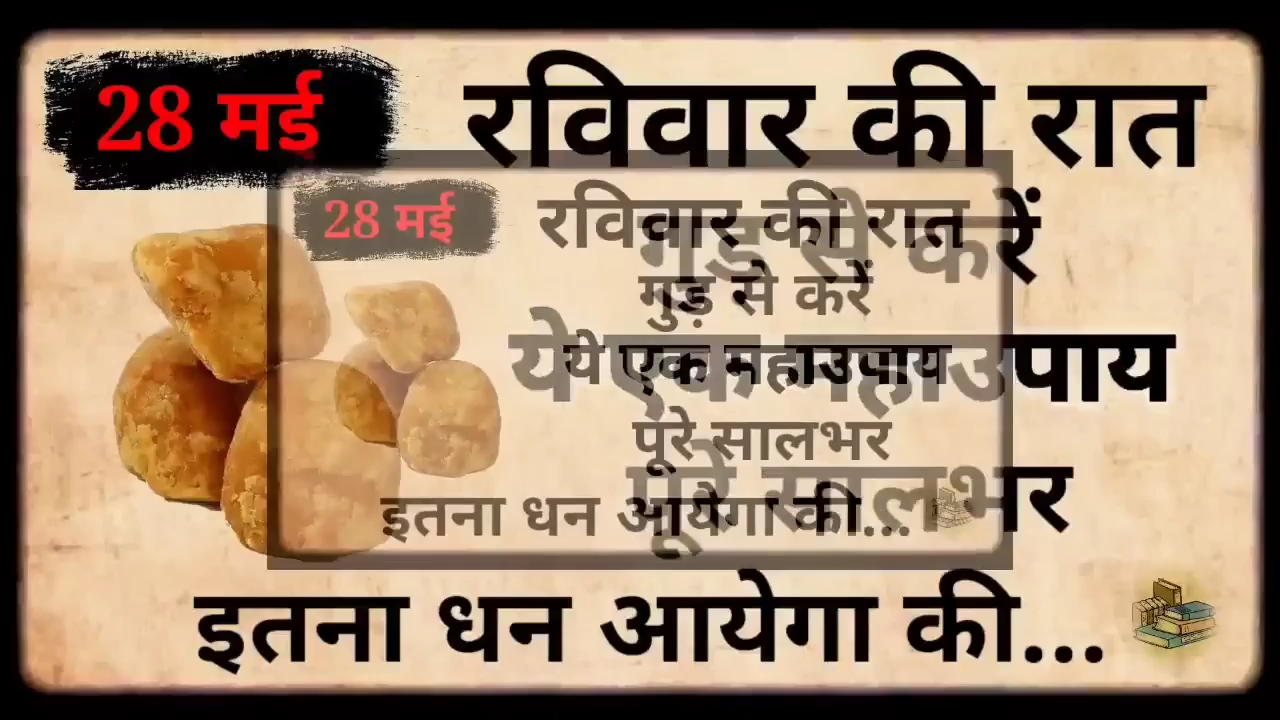 28 मई
रविवार की रात
गुड़ से करें
ये एक महाउपाय
पूरे सालभर
इतना धन आयेगा की...
28 मई
रविवार की रात
गुड़ से करें
ये एक महाउपाय
पूरे सालभर
इतना धन आयेगा की...